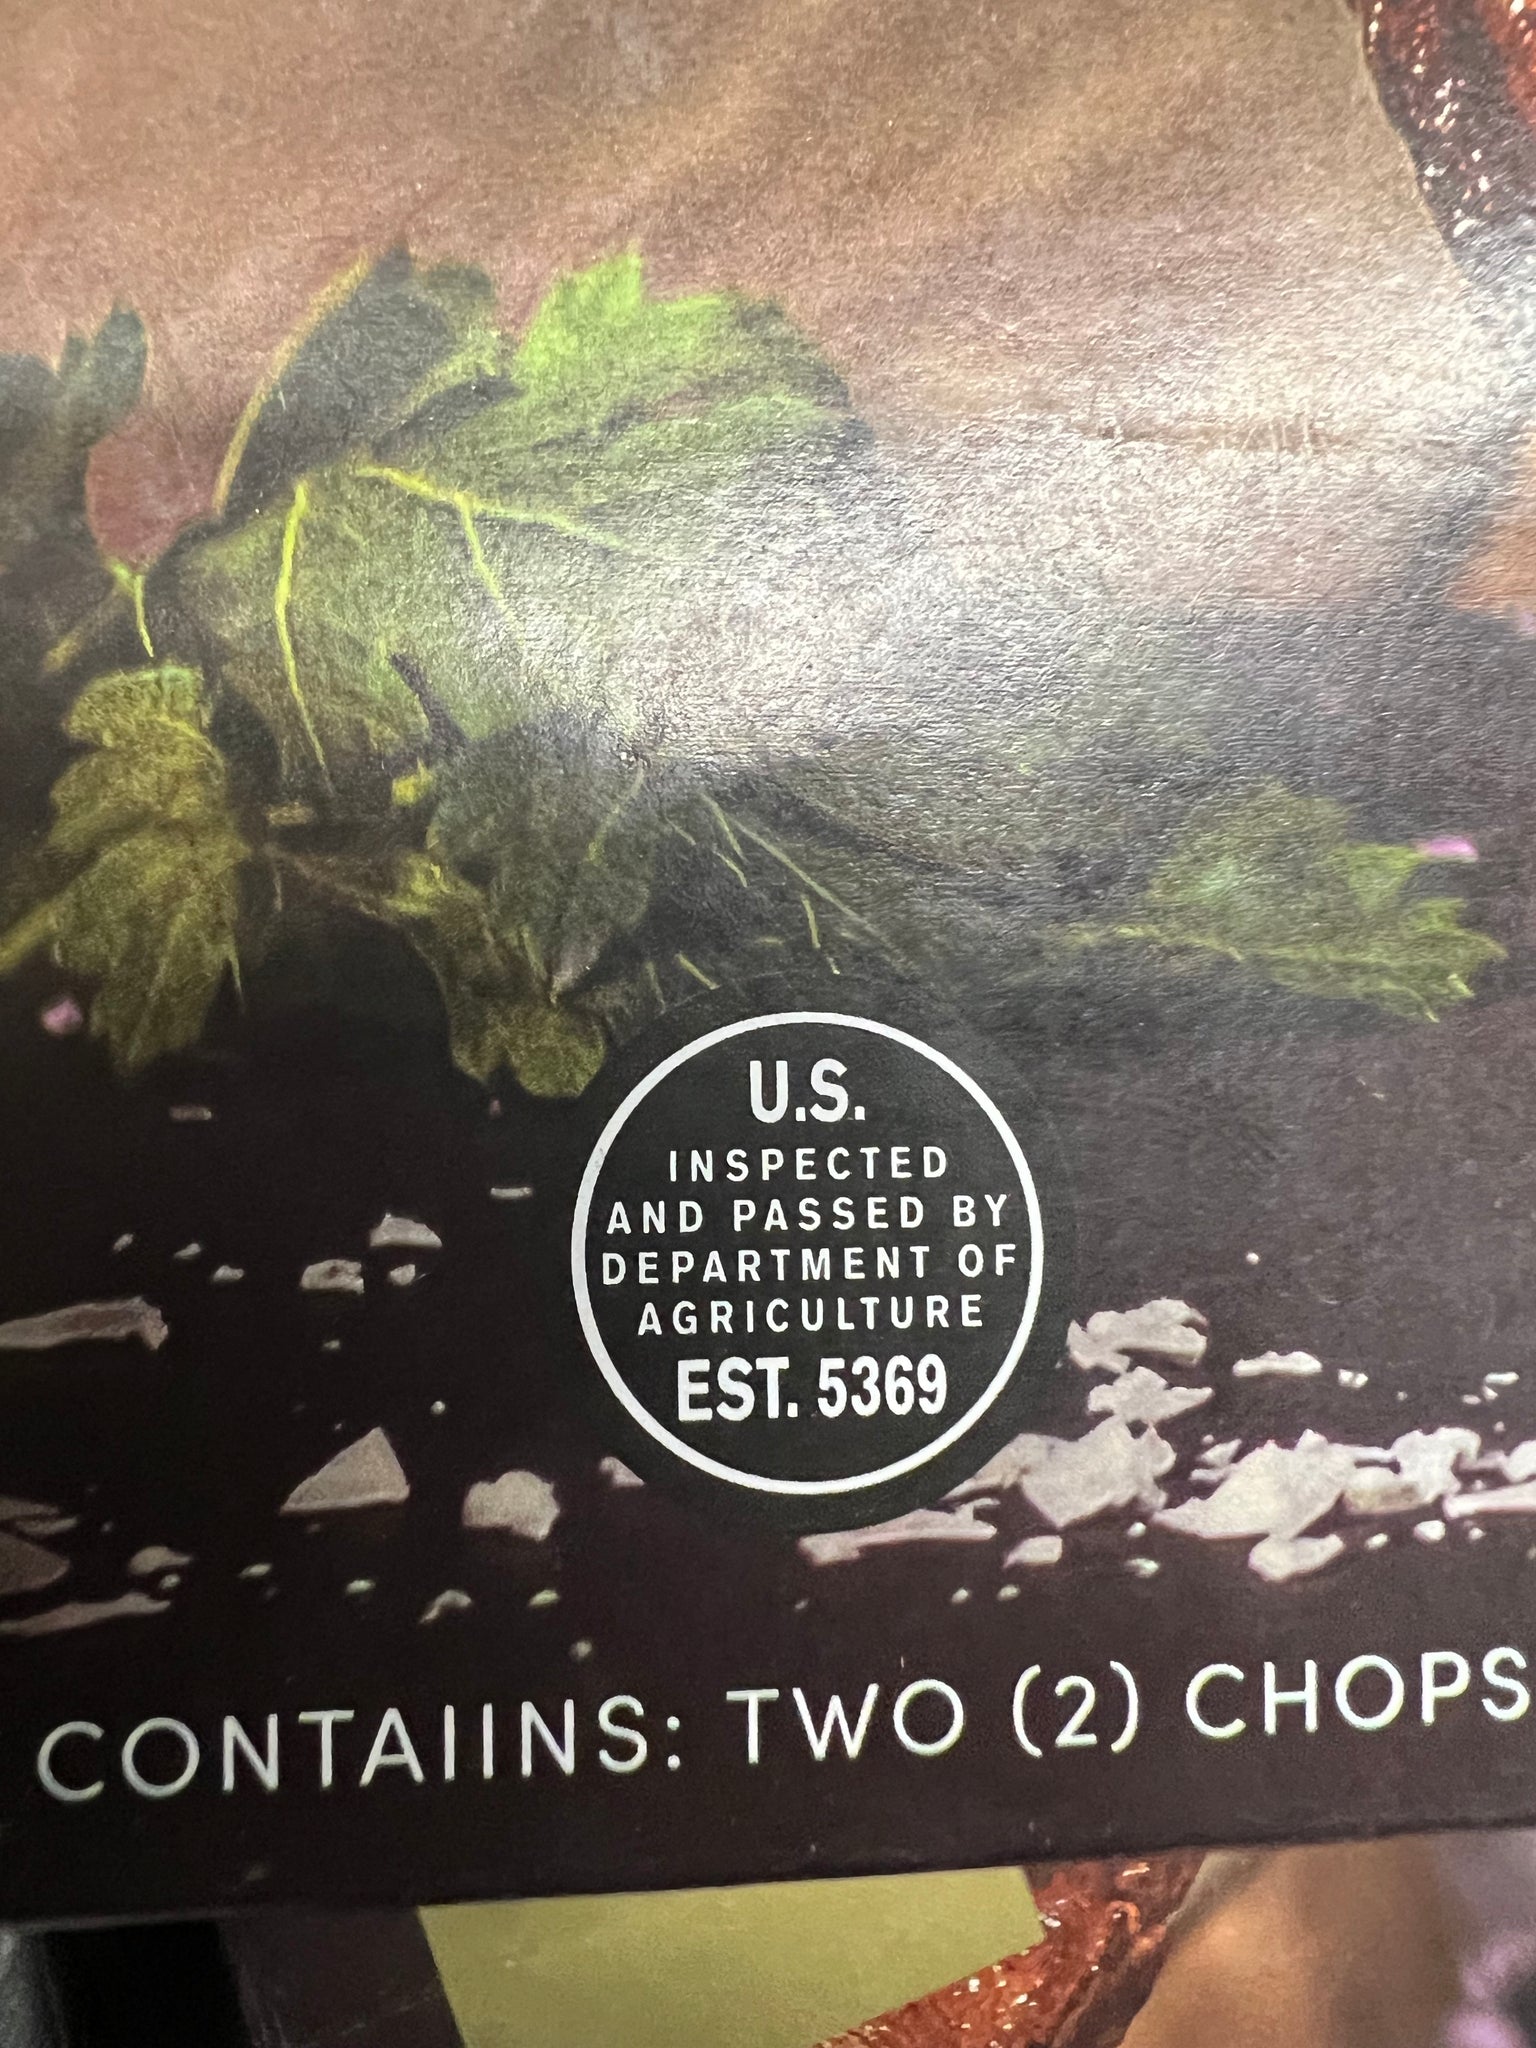 U.S.
INSPECTED
AND PASSED BY
DEPARTMENT OF
AGRICULTURE
EST. 5369
CONTAIINS: TWO (2) CHOPS